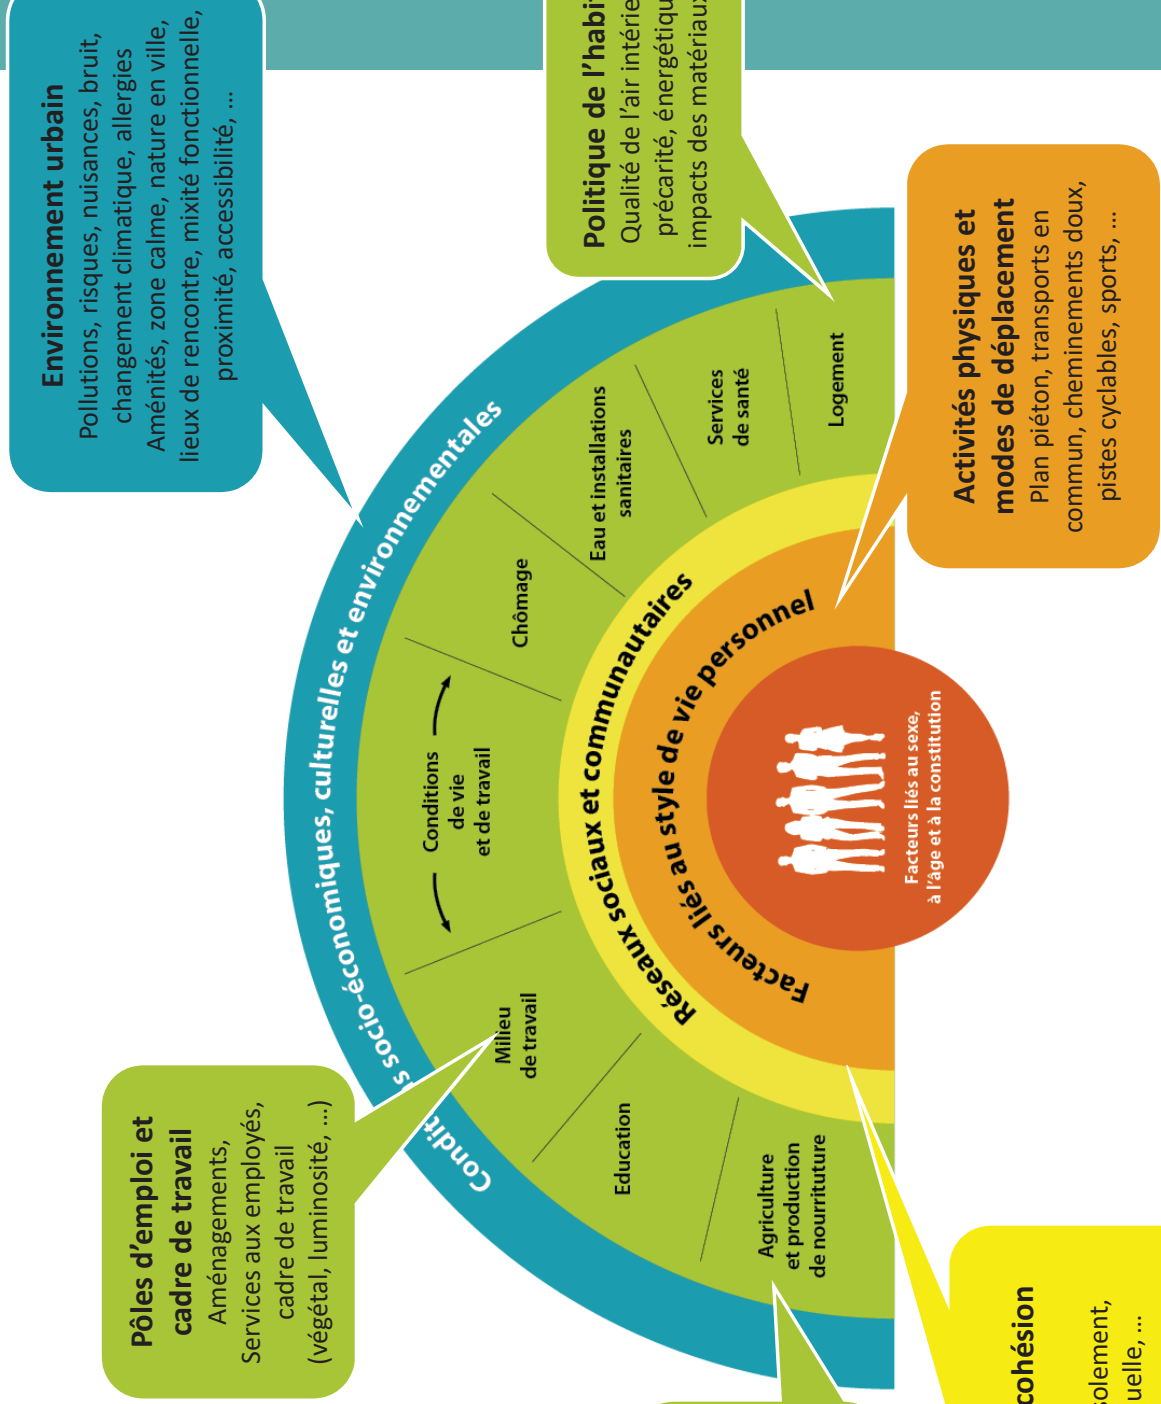 Environnement urbain
Pollutions, risques, nuisances, bruit,
changement climatique, allergies
Aménités, zone calme, nature en ville,
lieux de rencontre, mixité fonctionnelle,
proximité, accessibilité, ...
Politique de l'habi
Qualité de l'air intérie
précarité, énergétiqu
impacts des matériaux
Pôles d'emploi et
cadre de travail
Aménagements,
Services aux employés,
cadre de travail
(végétal, luminosité, ...)
Condit s socio-économiques, culturelles et environnementales
Conditions
de vie
et de travail
Agriculture
et production
de nourrituture
Education
Milieu
de travail
Chômage
Eau et installations
sanitaires
Services
de santé
Logement
Réseaux sociaux et communautaires
Facteurs liés au style de vie personnel
Facteurs liés au sexe,
à l'âge et à la constitution
Activités physiques et
modes de déplacement
Plan piéton, transports en
commun, cheminements doux,
pistes cyclables, sports, ...
cohésion
solement,
uelle, ...